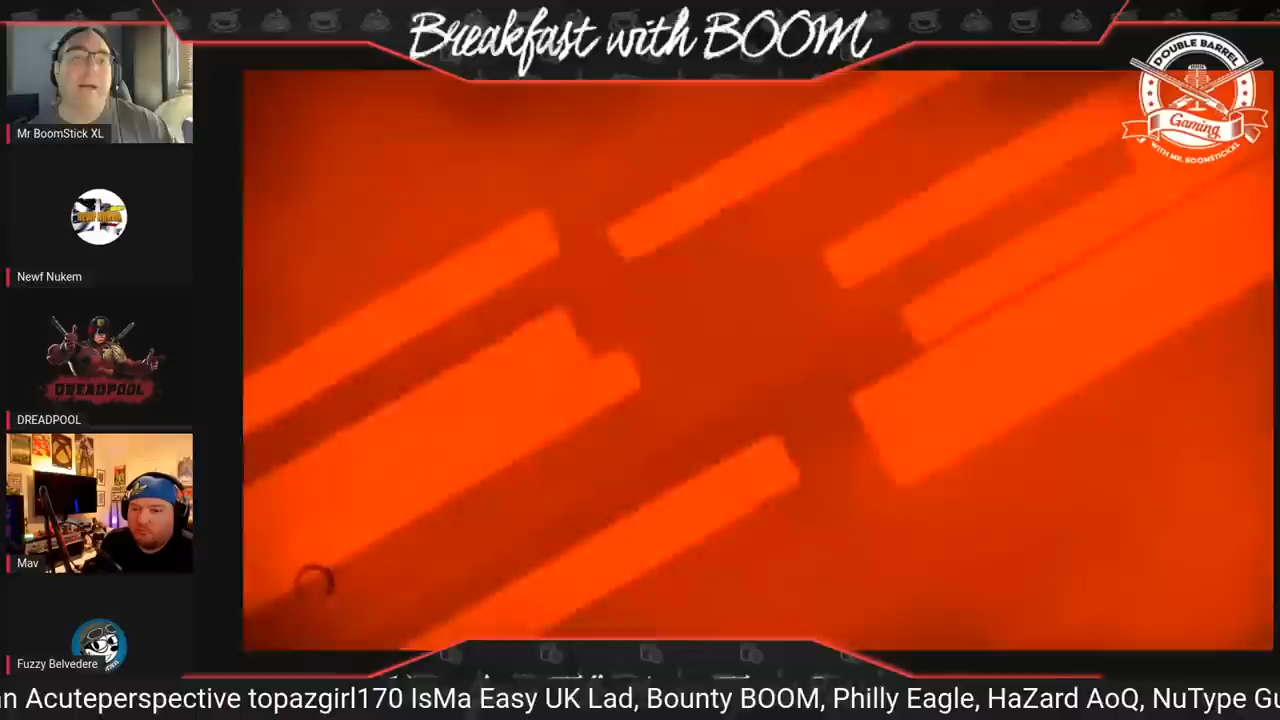 Breakfast with BOOM
DOUBLE BARREL
Gaming
WITH MR. BOOMSTICKXL
Mr BoomStick XL
Newf Nukem
DREADPOOL
DREADPOOL
Mav
Fuzzy Belvedere
n Acuteperspective topazgirl170 IsMa Easy UK Lad, Bounty BOOM, Philly Eagle, HaZard AoQ, NuType Gu